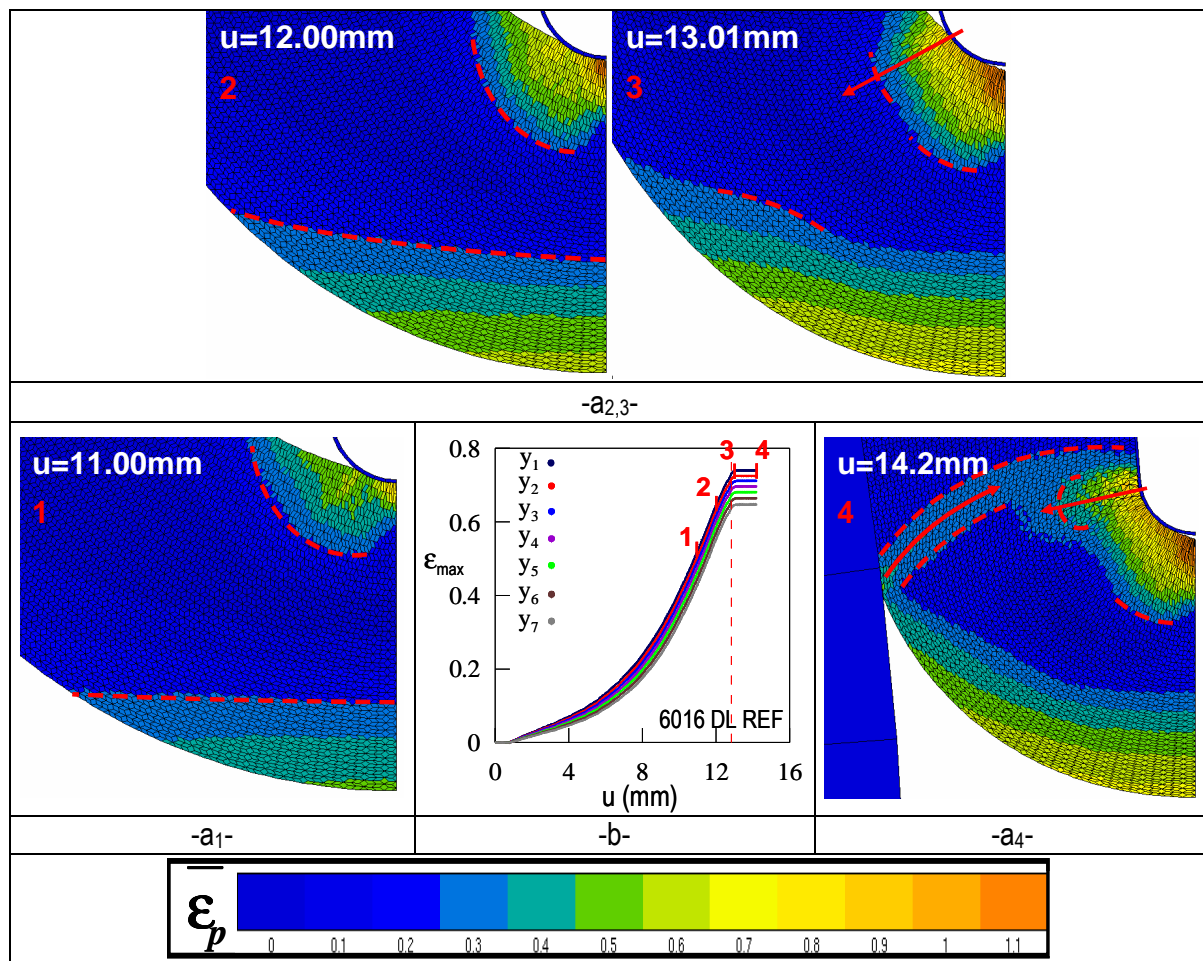 u=12.00mm
2
u=13.01mm
3
-a2,3-
u=11.00mm
1
0.8
0.6
0.4
0.2
0
εmax
y1
y2
y3
y4
y5
y6
y7
1
2
3
4
6016 DL REF
0 4 8 12 16
u (mm)
u=14.2mm
4
-a1-
-b-
-a4-
ε̅p
0 0.1 0.2 0.3 0.4 0.5 0.6 0.7 0.8 0.9 1 1.1